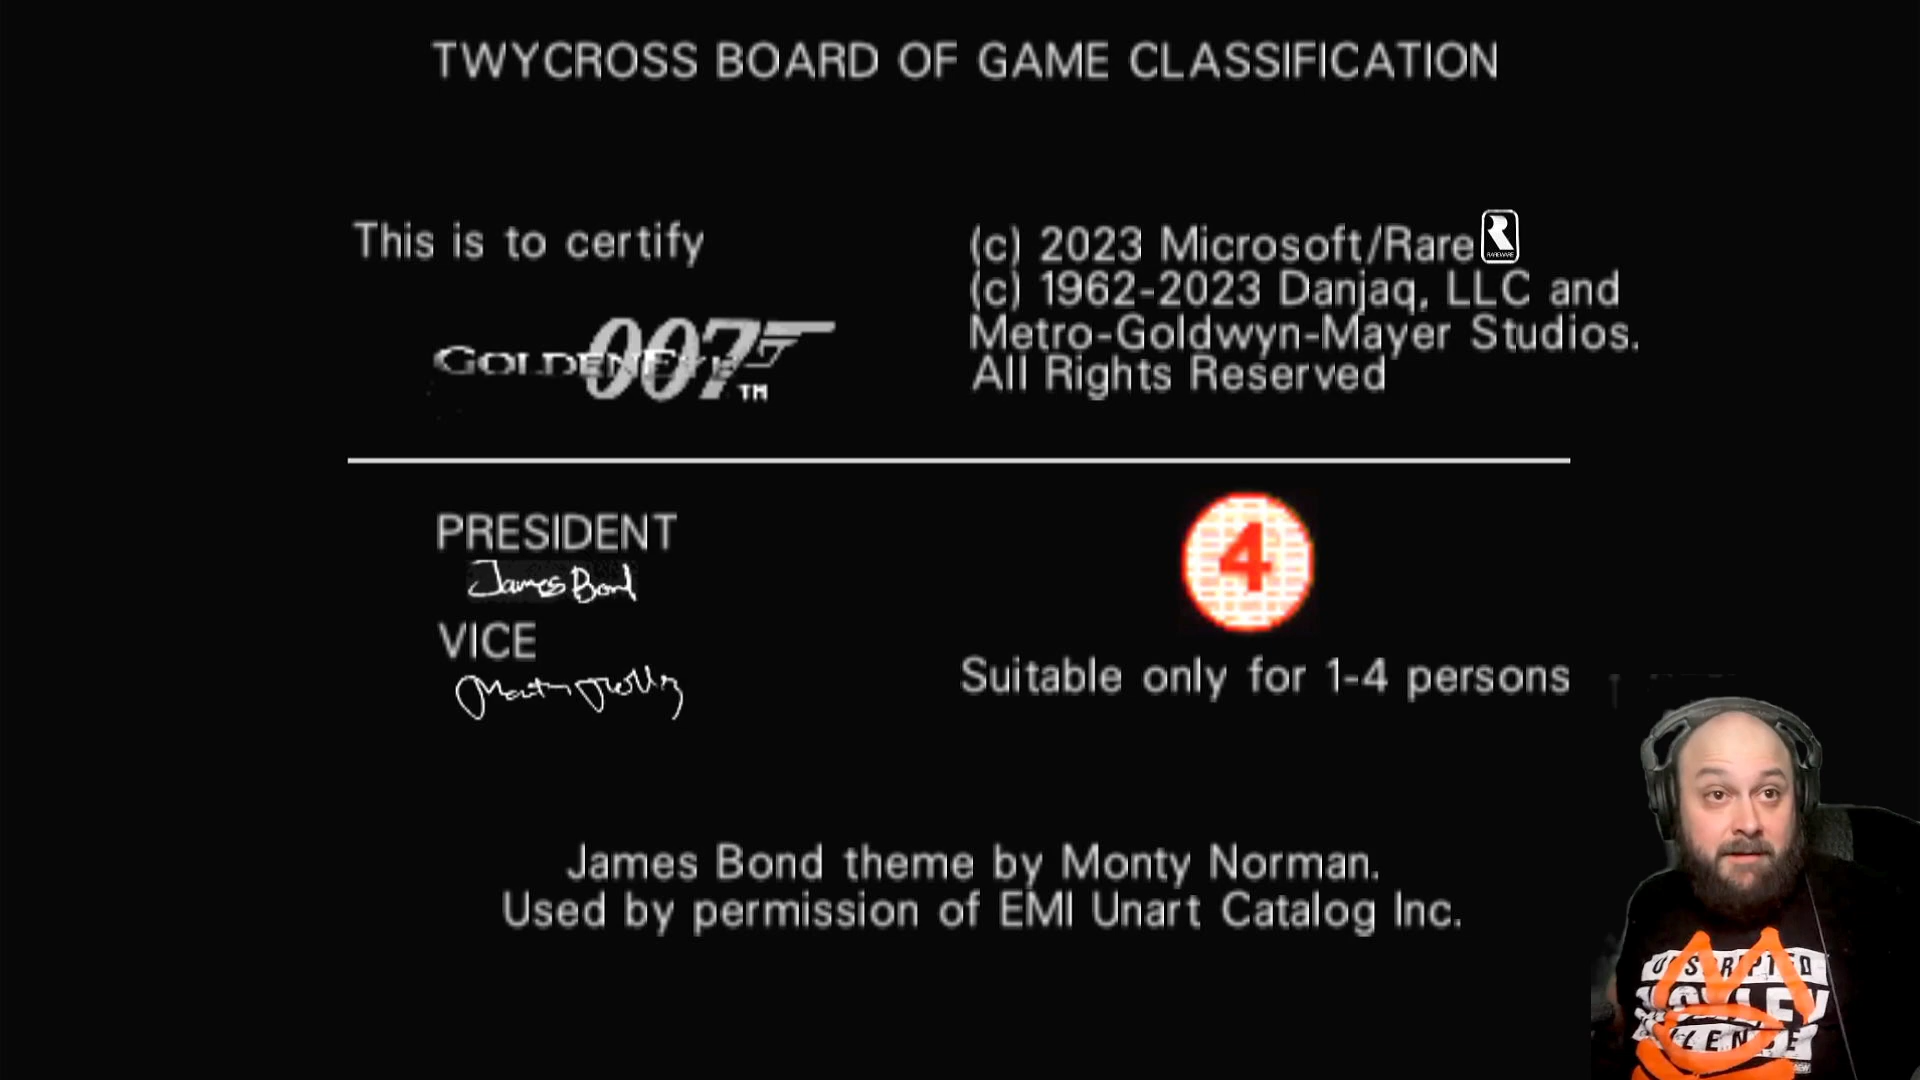 TWYCROSS BOARD OF GAME CLASSIFICATION
This is to certify
GOLDENEYE 007 TM
(c) 2023 Microsoft/Rare
RAREWARE
(c) 1962-2023 Danjaq, LLC and
Metro-Goldwyn-Mayer Studios.
All Rights Reserved
PRESIDENT
James Bond
VICE
4
Suitable only for 1-4 persons
James Bond theme by Monty Norman.
Used by permission of EMI Unart Catalog Inc.
UNSCRIPTED